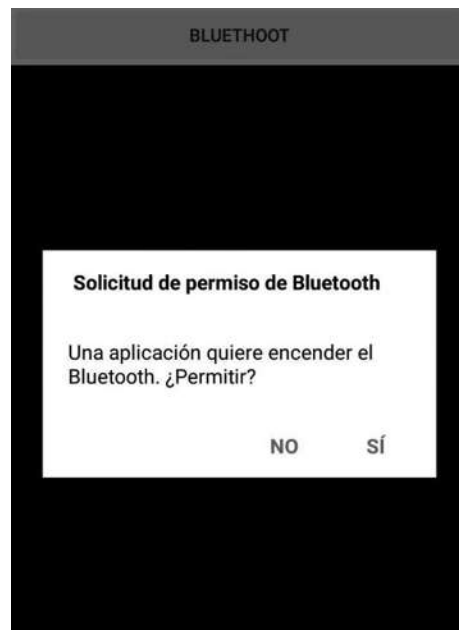 BLUETHOOT
Solicitud de permiso de Bluetooth
Una aplicación quiere encender el
Bluetooth. ¿Permitir?
NO SÍ